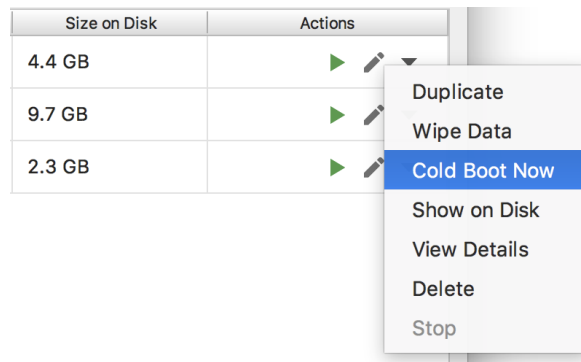 Size on Disk Actions
4.4 GB
Duplicate
9.7 GB
Wipe Data
2.3 GB
Cold Boot Now
Show on Disk
View Details
Delete
Stop